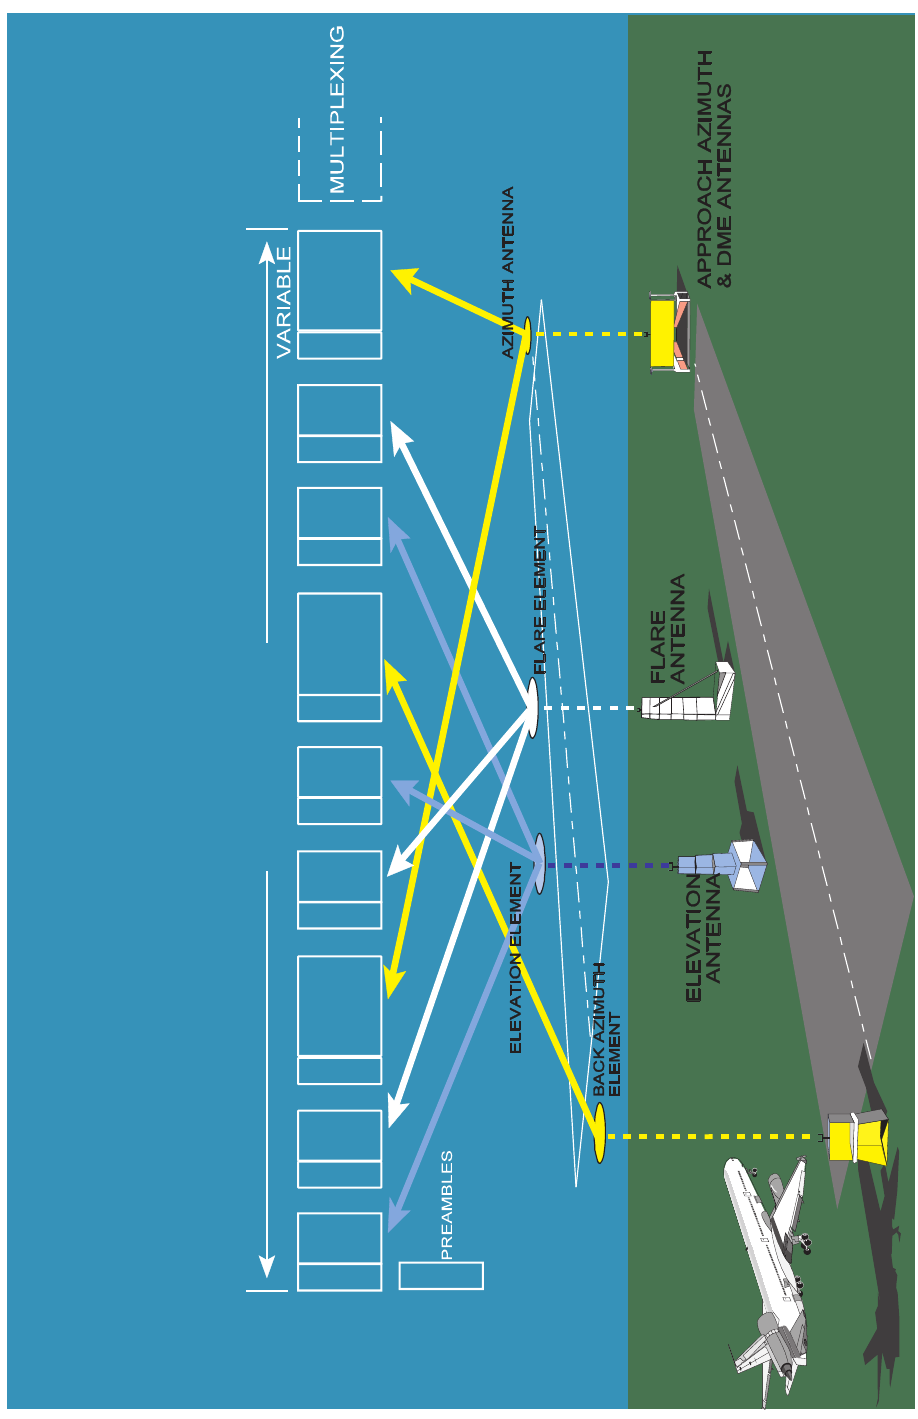 MULTIPLEXING
VARIABLE
PREAMBLES
AZIMUTH ANTENNA
FLARE ELEMENT
ELEVATION ELEMENT
BACK AZIMUTH
ELEMENT
APPROACH AZIMUTH
& DME ANTENNAS
FLARE
ANTENNA
ELEVATION
ANTENNA